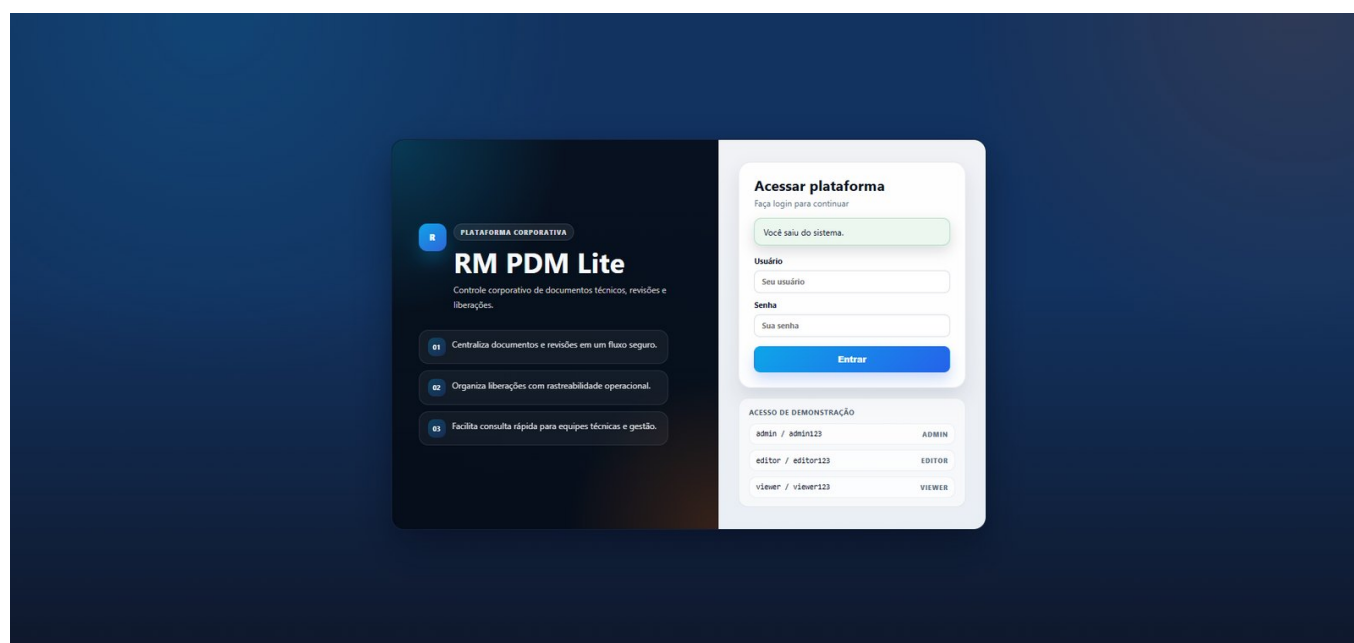 R
PLATAFORMA CORPORATIVA
RM PDM Lite
Controle corporativo de documentos técnicos, revisões e
liberações.
01 Centraliza documentos e revisões em um fluxo seguro.
02 Organiza liberações com rastreabilidade operacional.
03 Facilita consulta rápida para equipes técnicas e gestão.
Acessar plataforma
Faça login para continuar
Você saiu do sistema.
Usuário
Seu usuário
Senha
Sua senha
Entrar
ACESSO DE DEMONSTRAÇÃO
admin / admin123 ADMIN
editor / editor123 EDITOR
viewer / viewer123 VIEWER